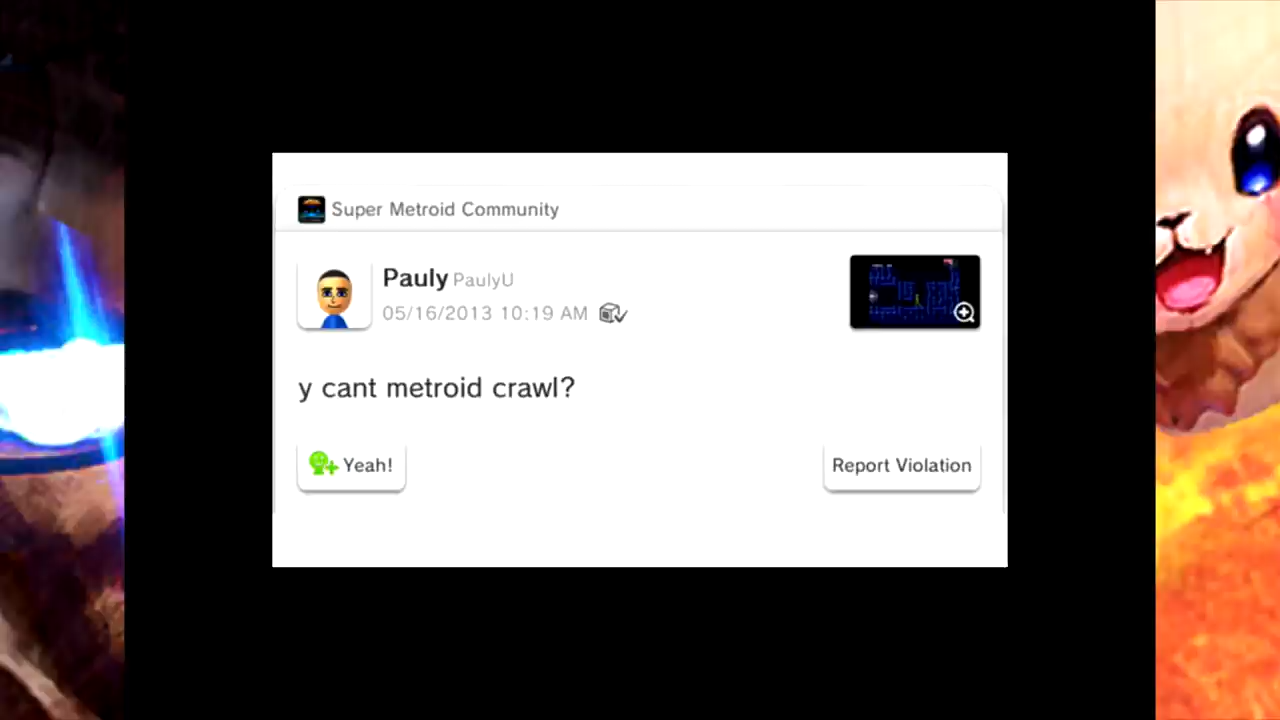 Super Metroid Community
Pauly PaulyU
05/16/2013 10:19 AM
y cant metroid crawl?
Yeah!
Report Violation